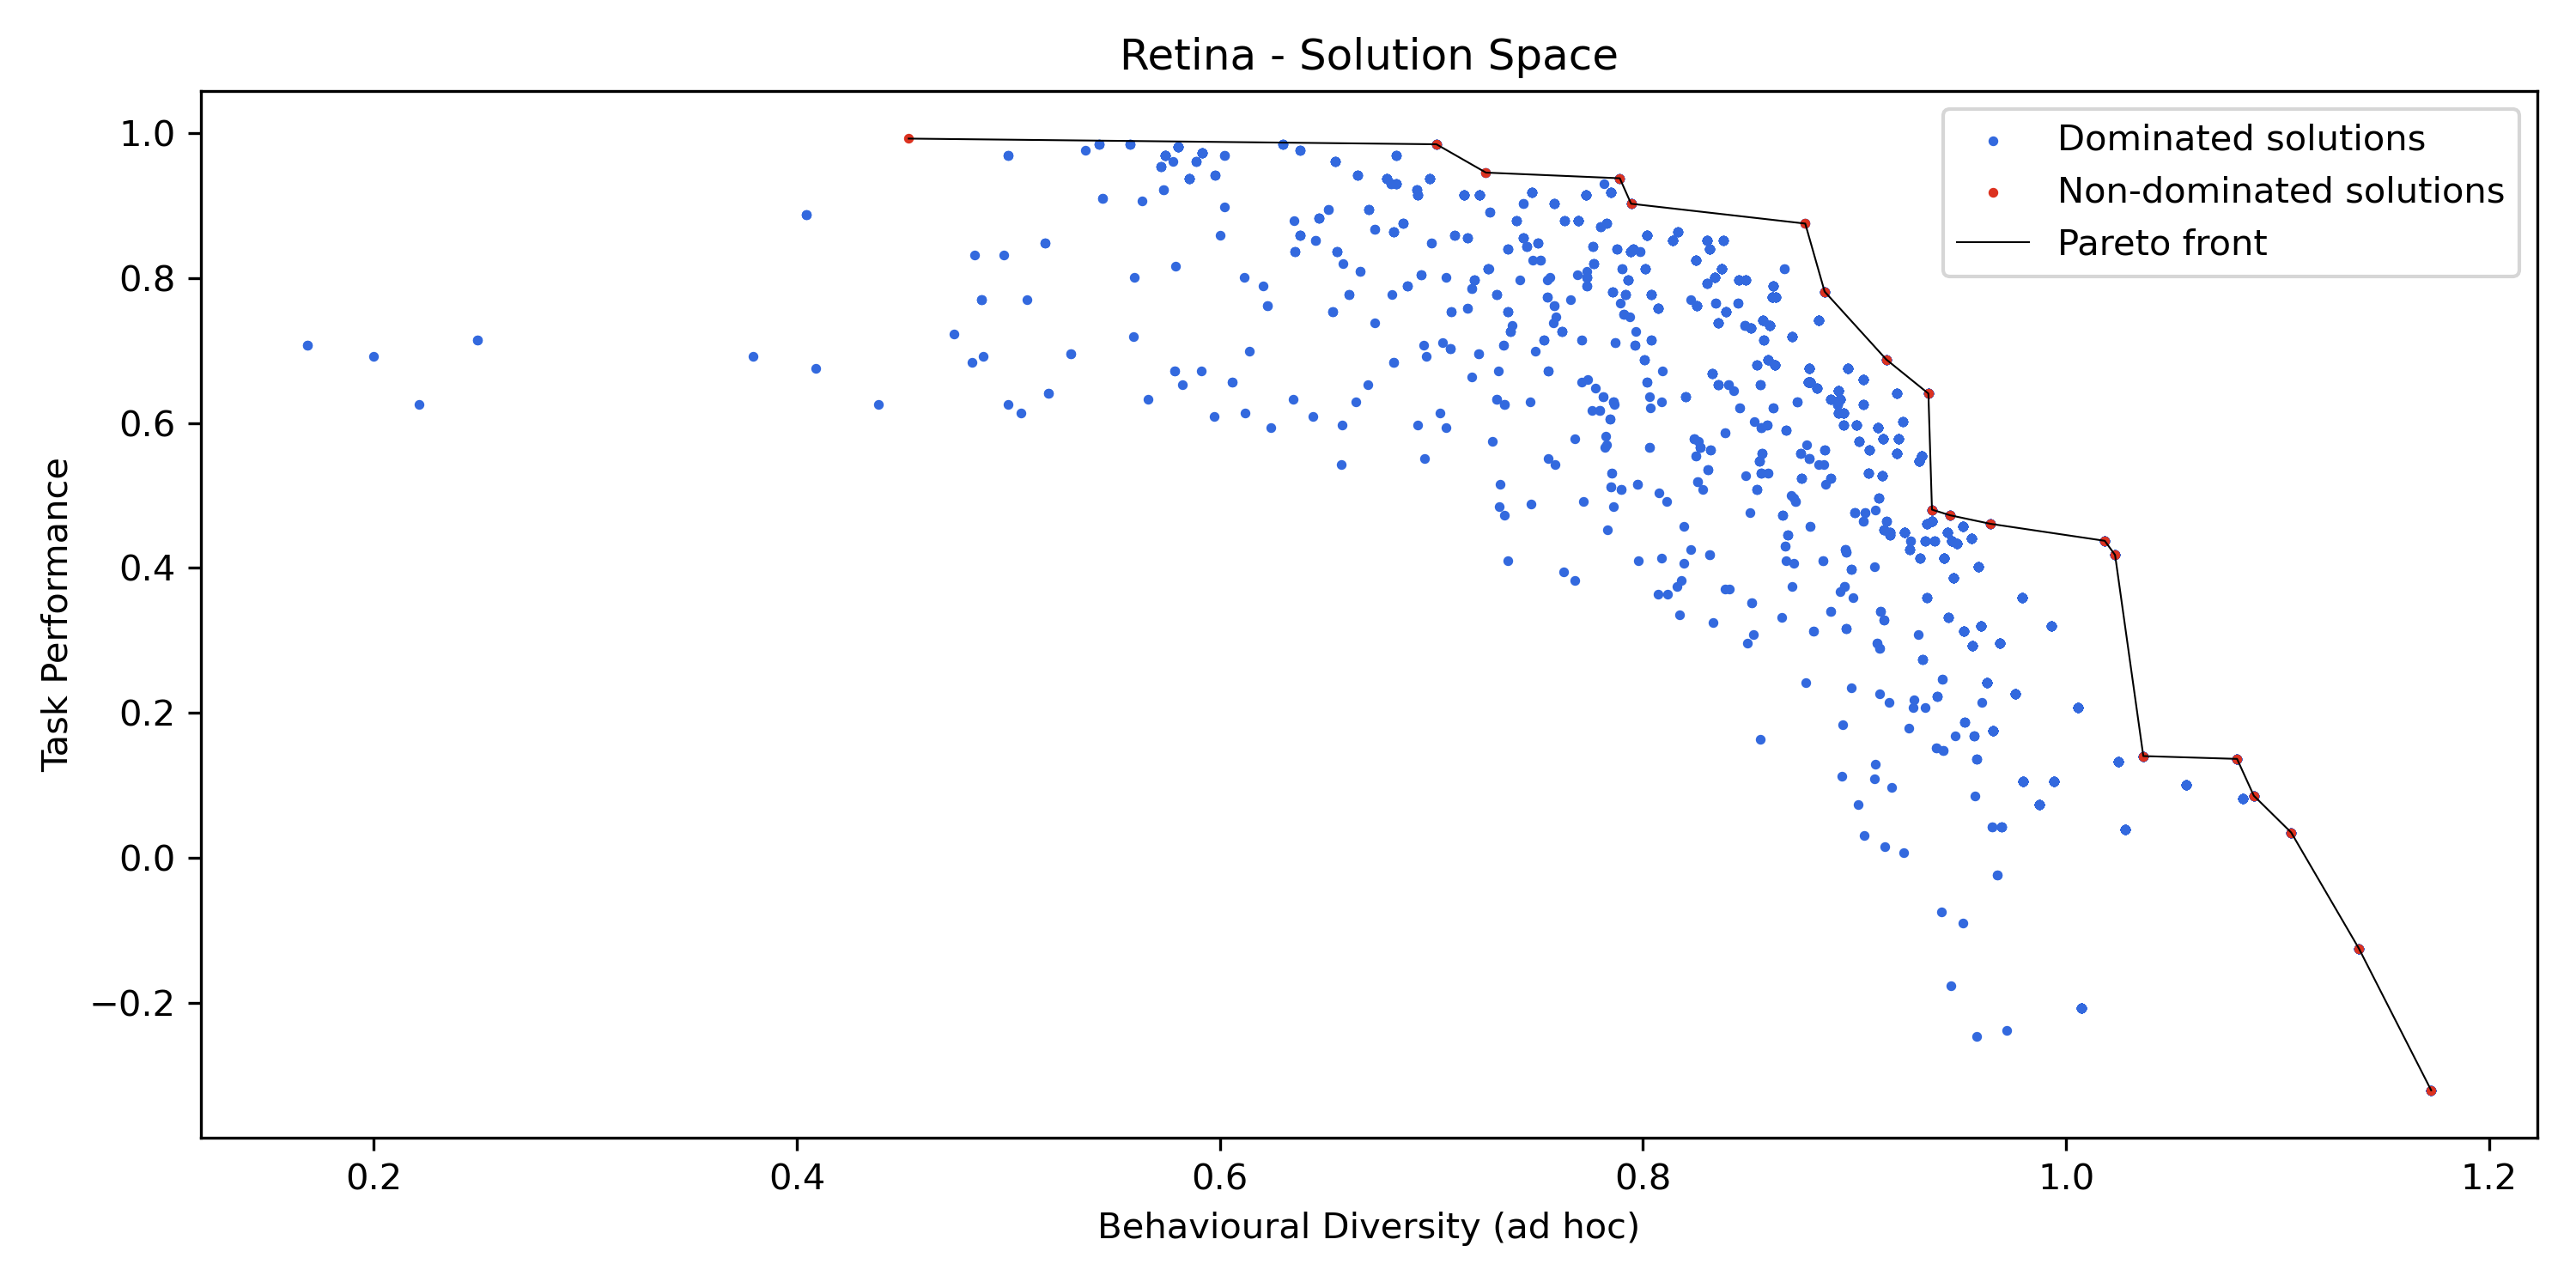 Retina - Solution Space
Dominated solutions
Non-dominated solutions
Pareto front
1.0
0.8
0.6
0.4
0.2
0.0
−0.2
Task Performance
0.2
0.4
0.6
0.8
1.0
1.2
Behavioural Diversity (ad hoc)